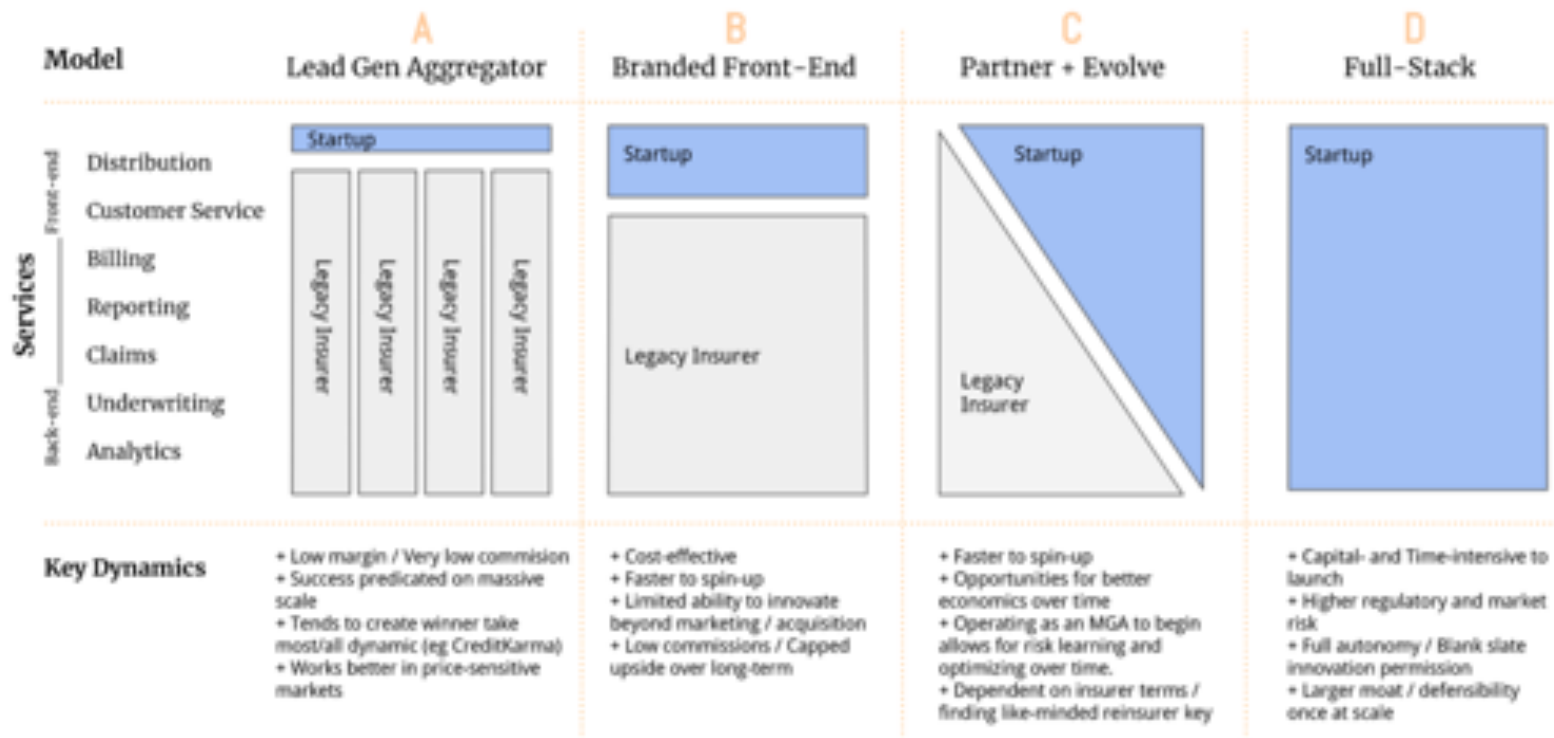 A
B
C
D
Model
Lead Gen Aggregator
Branded Front-End
Partner + Evolve
Full-Stack
Services
Front-end
Back-end
Distribution
Customer Service
Billing
Reporting
Claims
Underwriting
Analytics
Startup
Legacy Insurer
Legacy Insurer
Legacy Insurer
Legacy Insurer
Startup
Legacy Insurer
Startup
Legacy
Insurer
Startup
Key Dynamics
+ Low margin / Very low commision
+ Success predicated on massive
scale
+ Tends to create winner take
most/all dynamic (eg CreditKarma)
+ Works better in price-sensitive
markets
+ Cost-effective
+ Faster to spin-up
+ Limited ability to innovate
beyond marketing / acquisition
+ Low commissions / Capped
upside over long-term
+ Faster to spin-up
+ Opportunities for better
economics over time
+ Operating as an MGA to begin
allows for risk learning and
optimizing over time.
+ Dependent on insurer terms /
finding like-minded reinsurer key
+ Capital- and Time-intensive to
launch
+ Higher regulatory and market
risk
+ Full autonomy / Blank slate
innovation permission
+ Larger moat / defensibility
once at scale